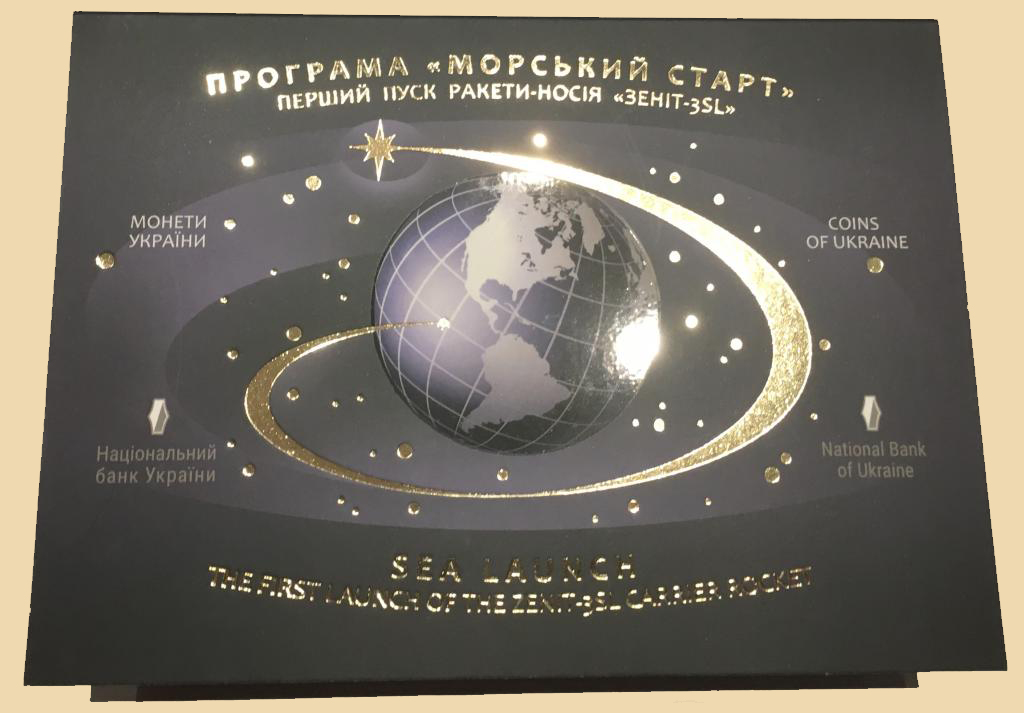 ПРОГРАМА «МОРСЬКИЙ СТАРТ»
ПЕРШИЙ ПУСК РАКЕТИ-НОСІЯ «ЗЕНІТ-3SL»
МОНЕТИ
УКРАЇНИ
COINS
OF UKRAINE
Національний
банк України
National Bank
of Ukraine
SEA LAUNCH
THE FIRST LAUNCH OF THE ZENIT-3SL CARRIER ROCKET